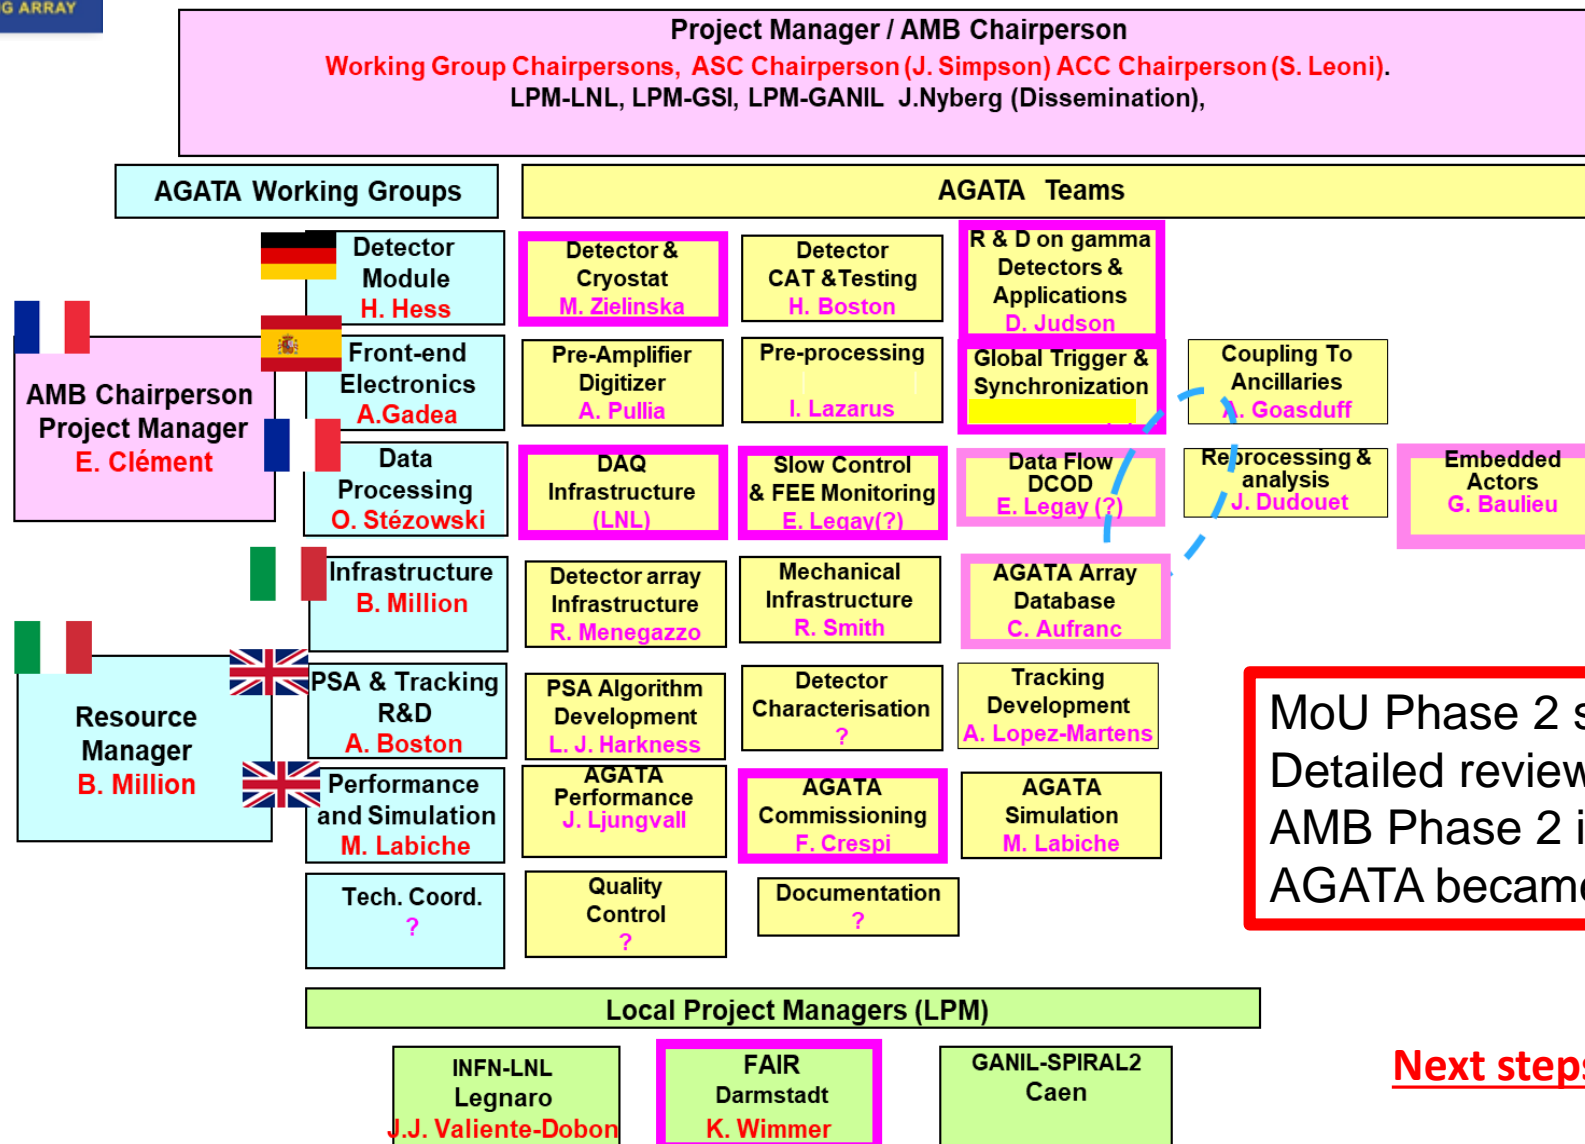 G ARRAY
Project Manager / AMB Chairperson
Working Group Chairpersons, ASC Chairperson (J. Simpson) ACC Chairperson (S. Leoni).
LPM-LNL, LPM-GSI, LPM-GANIL J.Nyberg (Dissemination),
AGATA Working Groups
AGATA Teams
Detector
Module
H. Hess
Detector &
Cryostat
M. Zielinska
Detector
CAT &Testing
H. Boston
R & D on gamma
Detectors &
Applications
D. Judson
AMB Chairperson
Project Manager
E. Clément
Front-end
Electronics
A.Gadea
Pre-Amplifier
Digitizer
A. Pullia
Pre-processing
I. Lazarus
Global Trigger &
Synchronization
Coupling To
Ancillaries
A. Goasduff
Data
Processing
O. Stézowski
DAQ
Infrastructure
(LNL)
Slow Control
& FEE Monitoring
E. Legay(?)
Data Flow
DCOD
E. Legay (?)
Reprocessing &
analysis
J. Dudouet
Embedded
Actors
G. Baulieu
Infrastructure
B. Million
Detector array
Infrastructure
R. Menegazzo
Mechanical
Infrastructure
R. Smith
AGATA Array
Database
C. Aufranc
Resource
Manager
B. Million
PSA & Tracking
R&D
A. Boston
PSA Algorithm
Development
L. J. Harkness
Detector
Characterisation
?
Tracking
Development
A. Lopez-Martens
Performance
and Simulation
M. Labiche
AGATA
Performance
J. Ljungvall
AGATA
Commissioning
F. Crespi
AGATA
Simulation
M. Labiche
Tech. Coord.
?
Quality
Control
?
Documentation
?
MoU Phase 2 s
Detailed review
AMB Phase 2 i
AGATA became
Local Project Managers (LPM)
INFN-LNL
Legnaro
J.J. Valiente-Dobon
FAIR
Darmstadt
K. Wimmer
GANIL-SPIRAL2
Caen
Next steps